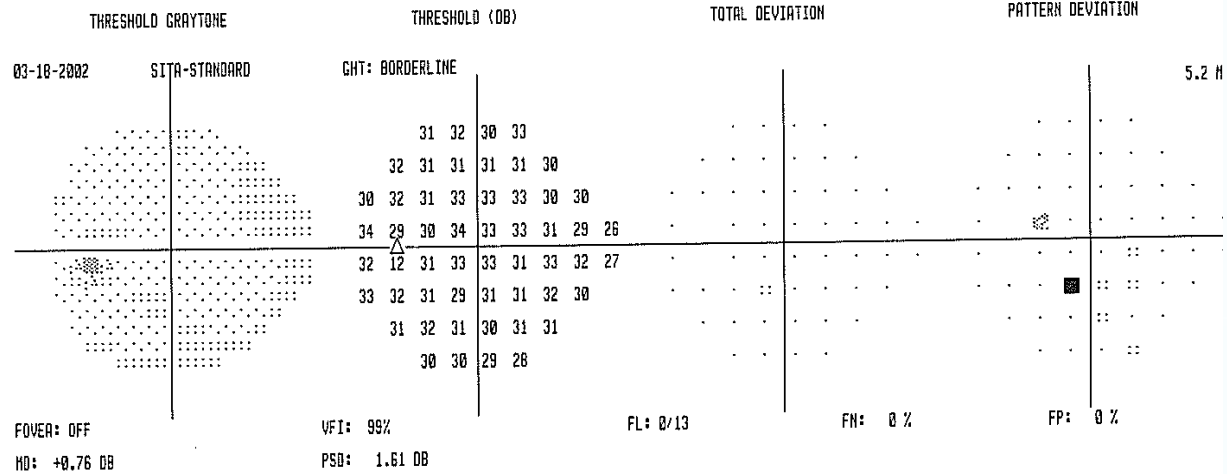 THRESHOLD GRAYTONE THRESHOLD (DB) TOTAL DEVIATION PATTERN DEVIATION
03-18-2002 SITA-STANDARD GHT: BORDERLINE 5.2 M
31 32 30 33
32 31 31 31 31 30
30 32 31 33 33 33 30 30
34 29 30 34 33 33 31 29 26
32 12 31 33 33 31 33 32 27
33 32 31 29 31 31 32 30
31 32 31 30 31 31
30 30 29 28
FOVEA: OFF VFI: 99% FL: 0/13 FN: 0 % FP: 0 %
MD: +0.76 DB PSD: 1.61 DB